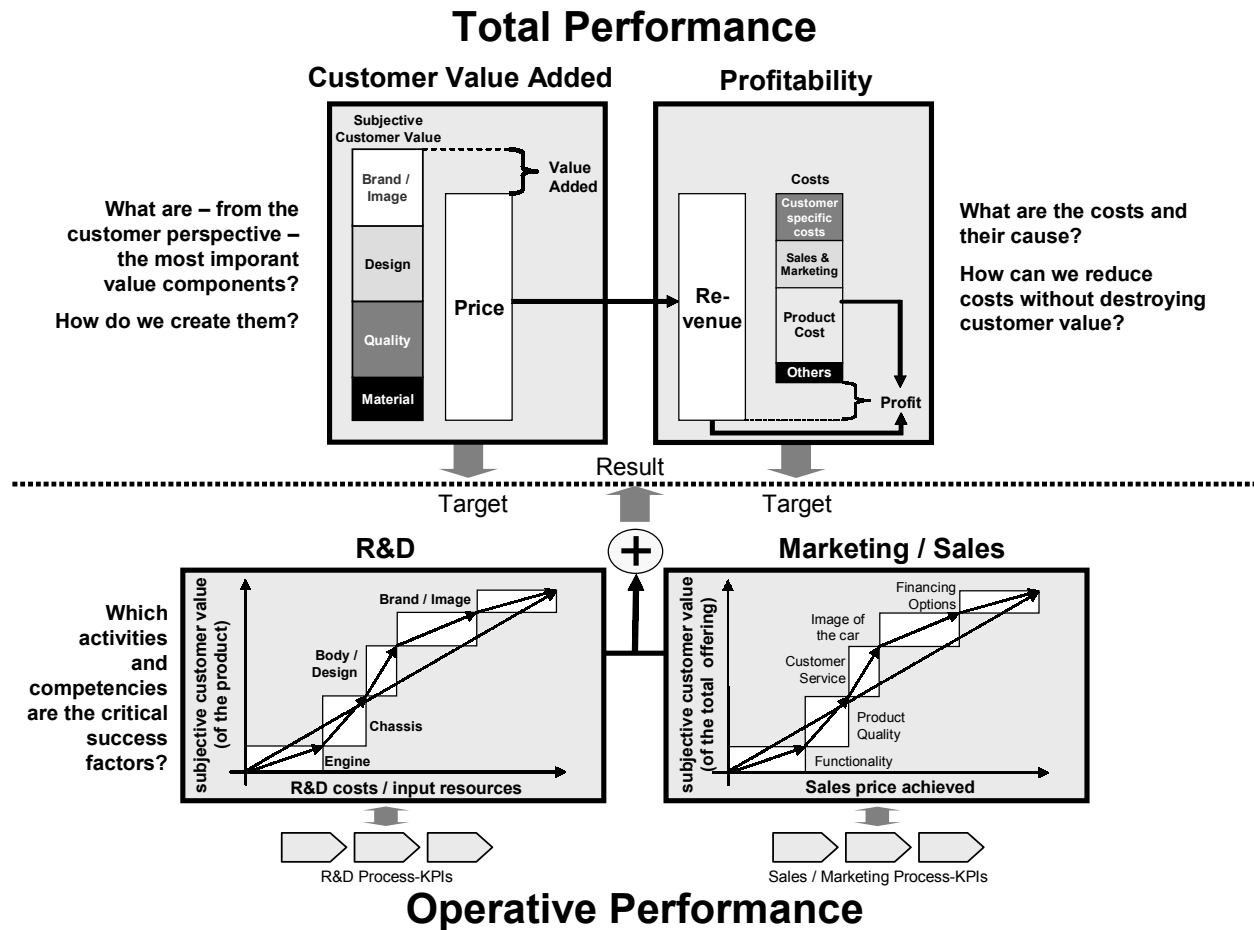 Total Performance
Customer Value Added
Profitability
Subjective
Customer Value
Brand /
Image
Design
Quality
Material
Price
Value
Added
What are – from the
customer perspective –
the most imporant
value components?
How do we create them?
Re-
venue
Costs
Customer
specific
costs
Sales &
Marketing
Product
Cost
Others
Profit
What are the costs and
their cause?
How can we reduce
costs without destroying
customer value?
Result
Target
Target
+
R&D
Marketing / Sales
Which
activities
and
competencies
are the critical
success
factors?
subjective customer value
(of the product)
Brand / Image
Body /
Design
Chassis
Engine
R&D costs / input resources
subjective customer value
(of the total offering)
Financing
Options
Image of
the car
Customer
Service
Product
Quality
Functionality
Sales price achieved
R&D Process-KPIs
Sales / Marketing Process-KPIs
Operative Performance